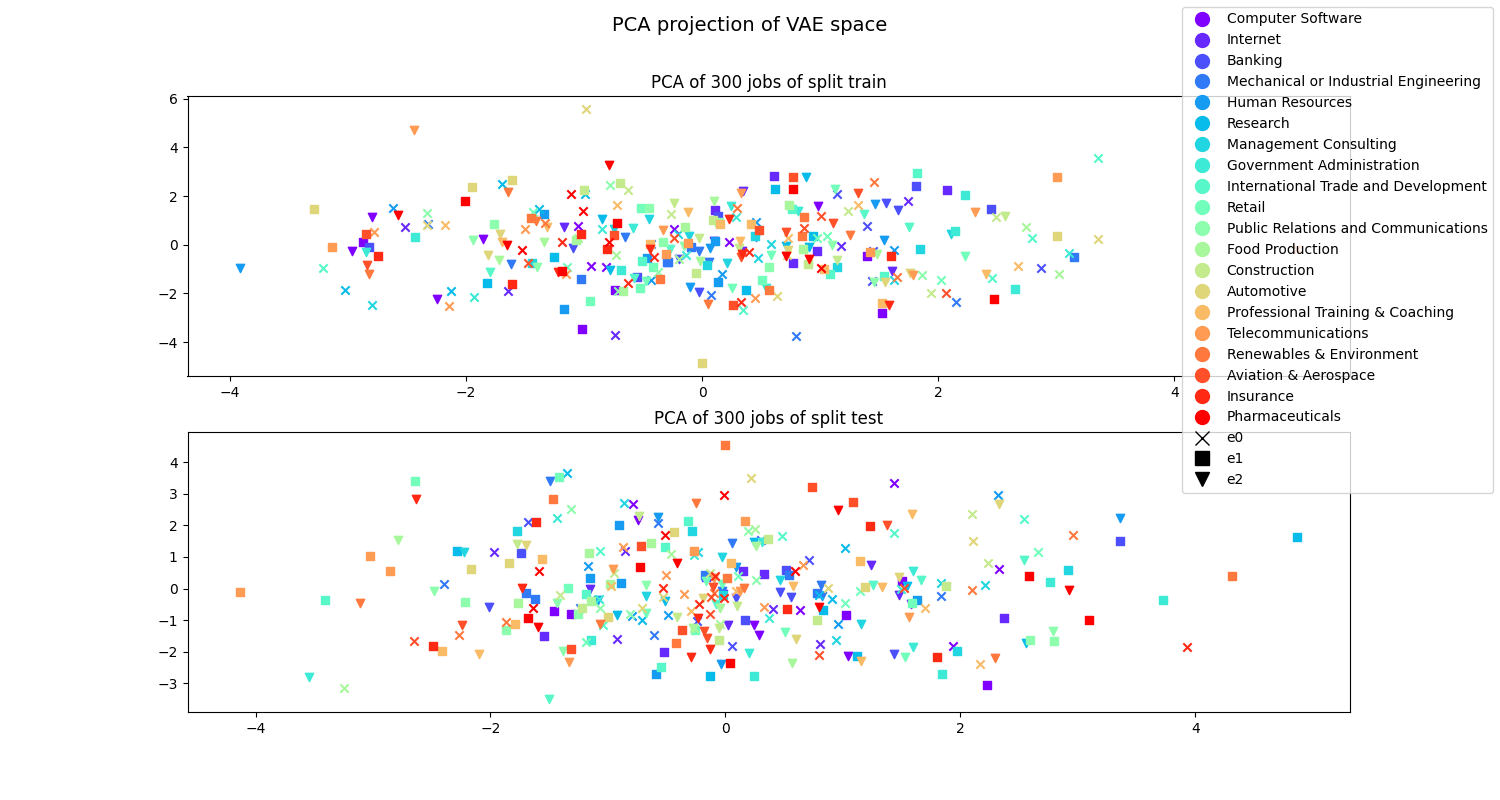 PCA projection of VAE space
PCA of 300 jobs of split train
6
4
2
0
−2
−4
−4
−2
0
2
4
PCA of 300 jobs of split test
4
3
2
1
0
−1
−2
−3
−4
−2
0
2
4
Computer Software
Internet
Banking
Mechanical or Industrial Engineering
Human Resources
Research
Management Consulting
Government Administration
International Trade and Development
Retail
Public Relations and Communications
Food Production
Construction
Automotive
Professional Training & Coaching
Telecommunications
Renewables & Environment
Aviation & Aerospace
Insurance
Pharmaceuticals
e0
e1
e2